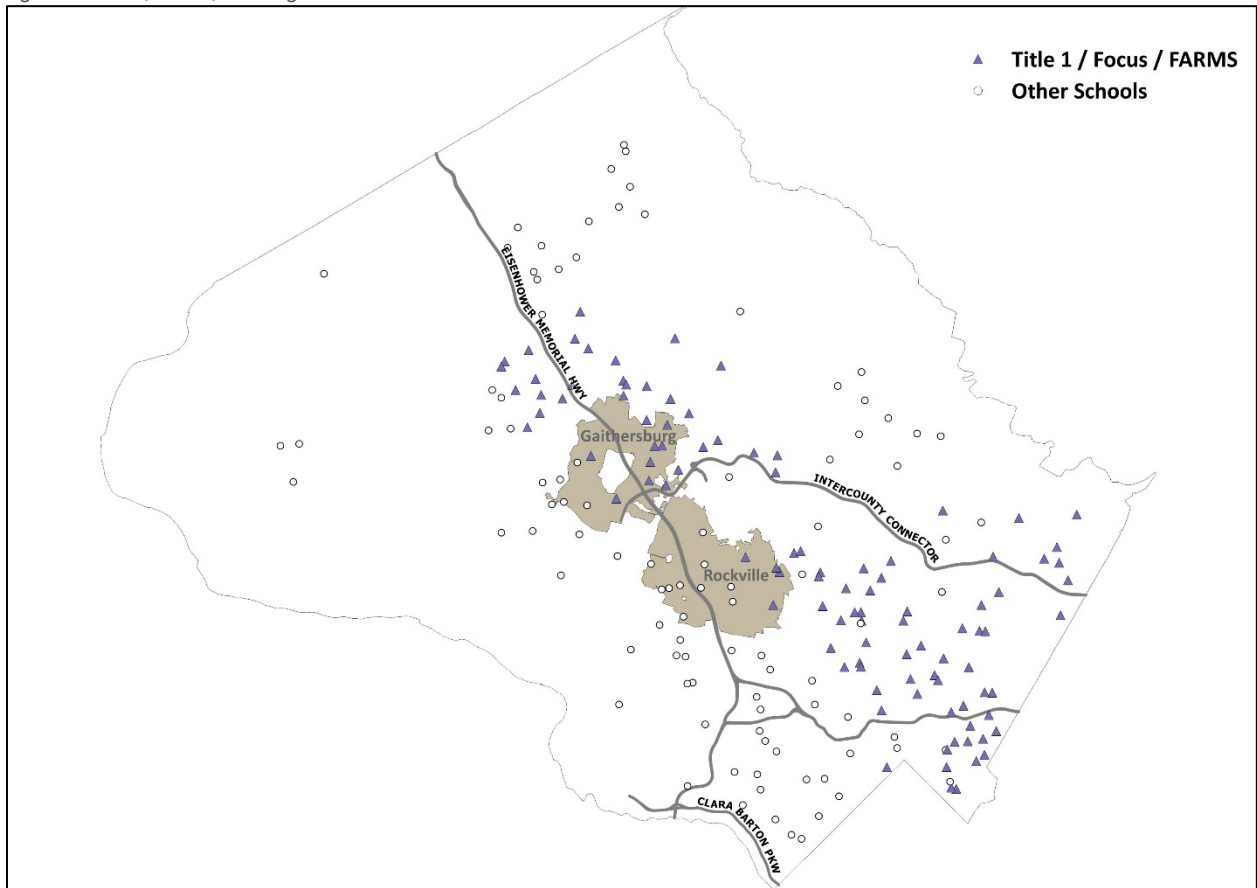 Title 1 / Focus / FARMS
Other Schools
EISENHOWER MEMORIAL HWY
Gaithersburg
INTERCOUNTY CONNECTOR
Rockville
CLARA BARTON PKW